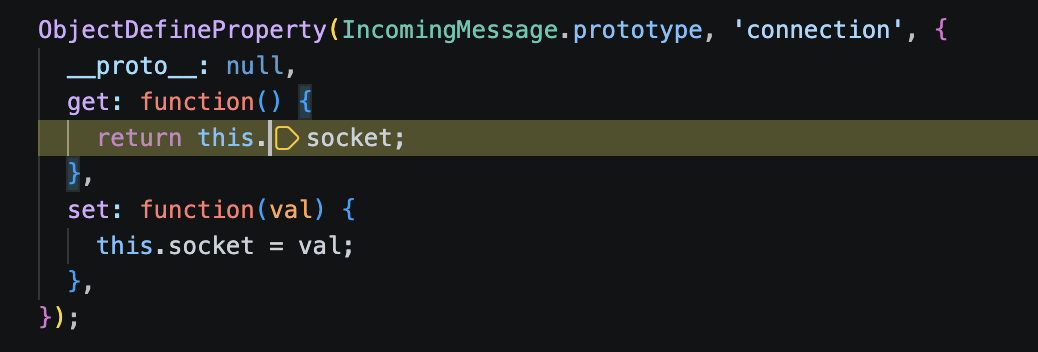 ObjectDefineProperty(IncomingMessage.prototype, 'connection', {
  __proto__: null,
  get: function() {
    return this.socket;
  },
  set: function(val) {
    this.socket = val;
  },
});